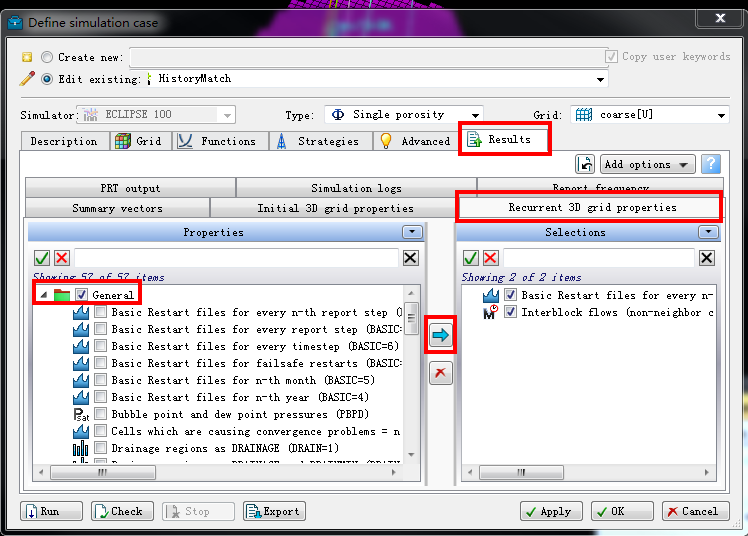 Define simulation case
Create new:
Copy user keywords
Edit existing: HistoryMatch
Simulator: ECLIPSE 100 Type: Φ Single porosity Grid: coarse[U]
Description Grid Functions Strategies Advanced Results
Add options ?
PRT output Simulation logs Report frequency
Summary vectors Initial 3D grid properties Recurrent 3D grid properties
Properties
Showing 57 of 57 items
General
Basic Restart files for every n-th report step (
Basic Restart files for every report step (BASIC=
Basic Restart files for every timestep (BASIC=6)
Basic Restart files for failsafe restarts (BASIC=
Basic Restart files for n-th month (BASIC=5)
Basic Restart files for n-th year (BASIC=4)
Psat Bubble point and dew point pressures (PBPD)
Cells which are causing convergence problems = n
Drainage regions as DRAINAGE (DRAIN=1)
Selections
Showing 2 of 2 items
Basic Restart files for every n-
M Interblock flows (non-neighbor c
Run Check Stop Export Apply OK Cancel